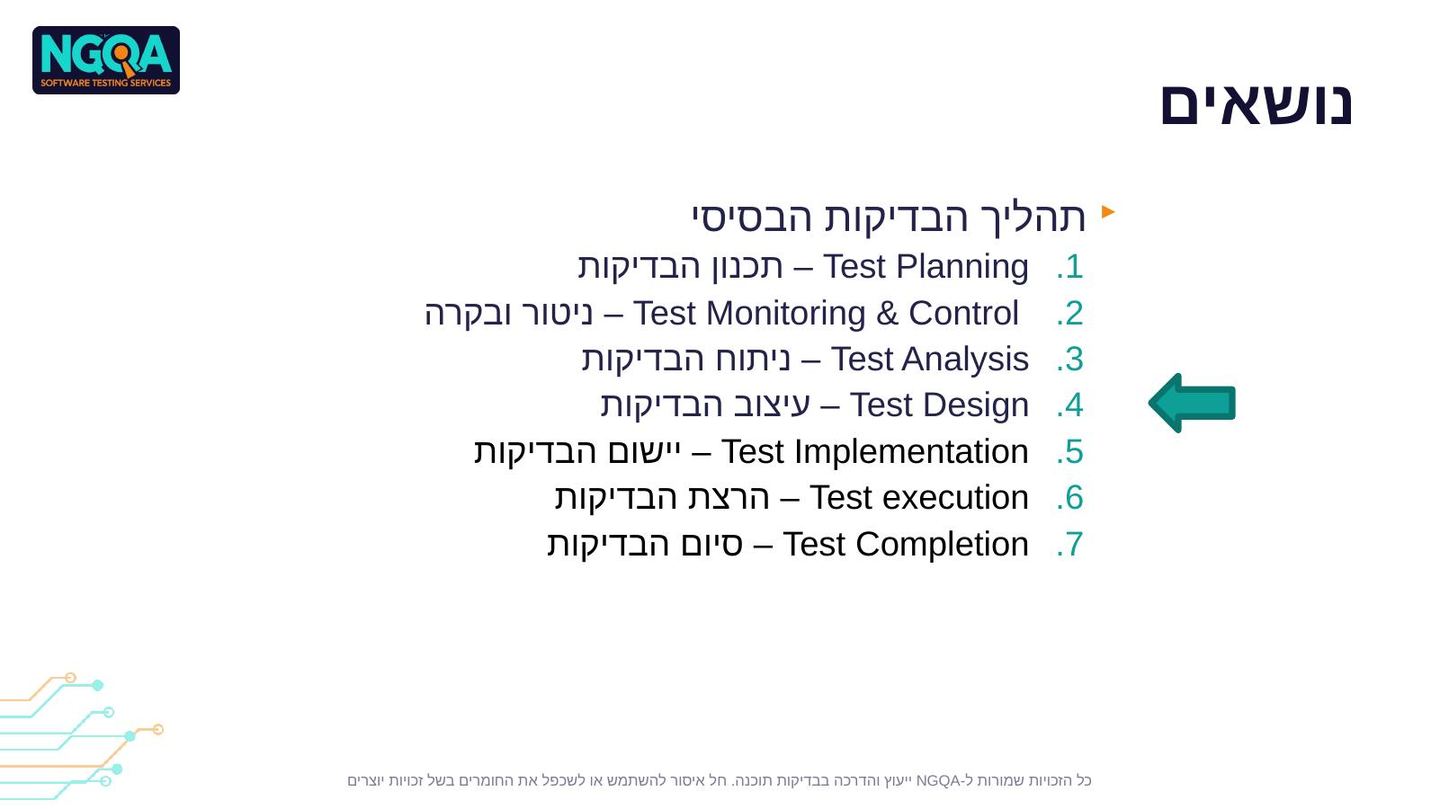 NGQA
SOFTWARE TESTING SERVICES
נושאים
תהליך הבדיקות הבסיסי
1. Test Planning – תכנון הבדיקות
2. Test Monitoring & Control – ניטור ובקרה
3. Test Analysis – ניתוח הבדיקות
4. Test Design – עיצוב הבדיקות
5. Test Implementation – יישום הבדיקות
6. Test execution – הרצת הבדיקות
7. Test Completion – סיום הבדיקות
כל הזכויות שמורות ל-NGQA ייעוץ והדרכה בבדיקות תוכנה. חל איסור להשתמש או לשכפל את החומרים בשל זכויות יוצרים